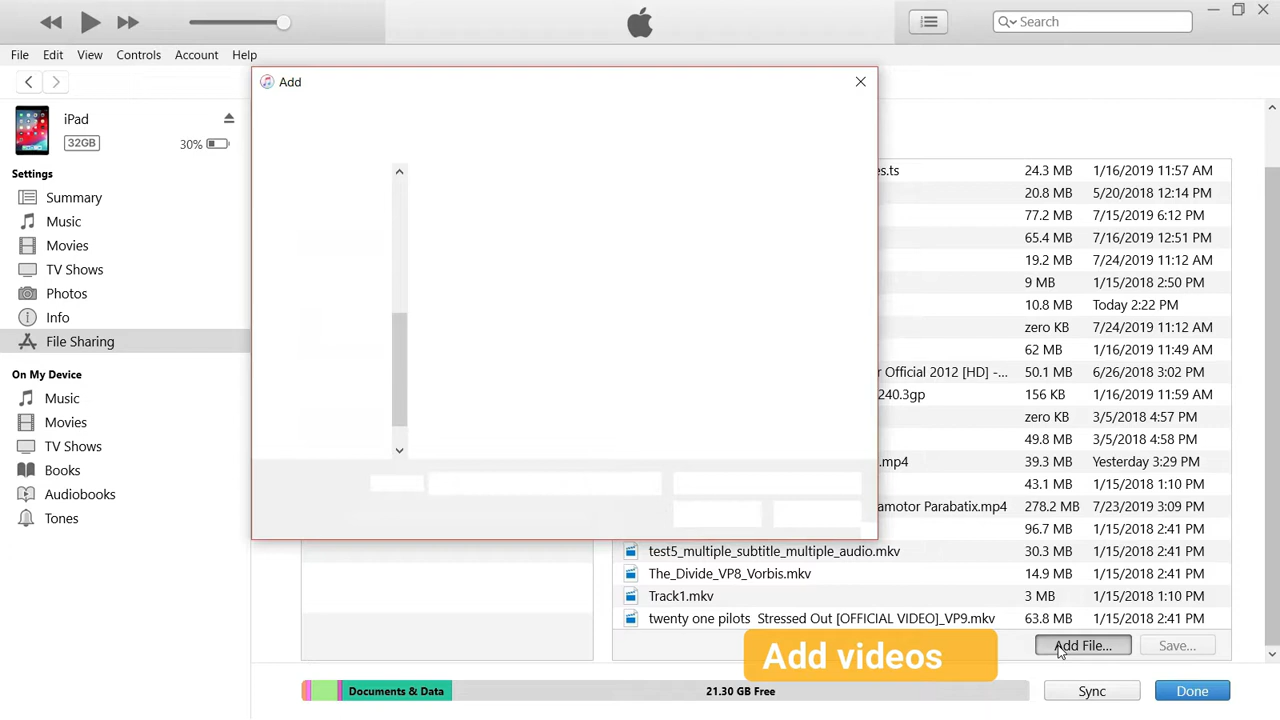 Search
File Edit View Controls Account Help
Add
iPad
32GB
30%
Settings
Summary
Music
Movies
TV Shows
Photos
Info
File Sharing
On My Device
Music
Movies
TV Shows
Books
Audiobooks
Tones
es.ts 24.3 MB 1/16/2019 11:57 AM
20.8 MB 5/20/2018 12:14 PM
77.2 MB 7/15/2019 6:12 PM
65.4 MB 7/16/2019 12:51 PM
19.2 MB 7/24/2019 11:12 AM
9 MB 1/15/2018 2:50 PM
10.8 MB Today 2:22 PM
zero KB 7/24/2019 11:12 AM
62 MB 1/16/2019 11:49 AM
r Official 2012 [HD] -... 50.1 MB 6/26/2018 3:02 PM
240.3gp 156 KB 1/16/2019 11:59 AM
zero KB 3/5/2018 4:57 PM
49.8 MB 3/5/2018 4:58 PM
.mp4 39.3 MB Yesterday 3:29 PM
43.1 MB 1/15/2018 1:10 PM
amotor Parabatix.mp4 278.2 MB 7/23/2019 3:09 PM
96.7 MB 1/15/2018 2:41 PM
test5_multiple_subtitle_multiple_audio.mkv 30.3 MB 1/15/2018 2:41 PM
The_Divide_VP8_Vorbis.mkv 14.9 MB 1/15/2018 2:41 PM
Track1.mkv 3 MB 1/15/2018 1:10 PM
twenty one pilots Stressed Out [OFFICIAL VIDEO]_VP9.mkv 63.8 MB 1/15/2018 2:41 PM
Add videos
Add File... Save...
Documents & Data 21.30 GB Free Sync Done